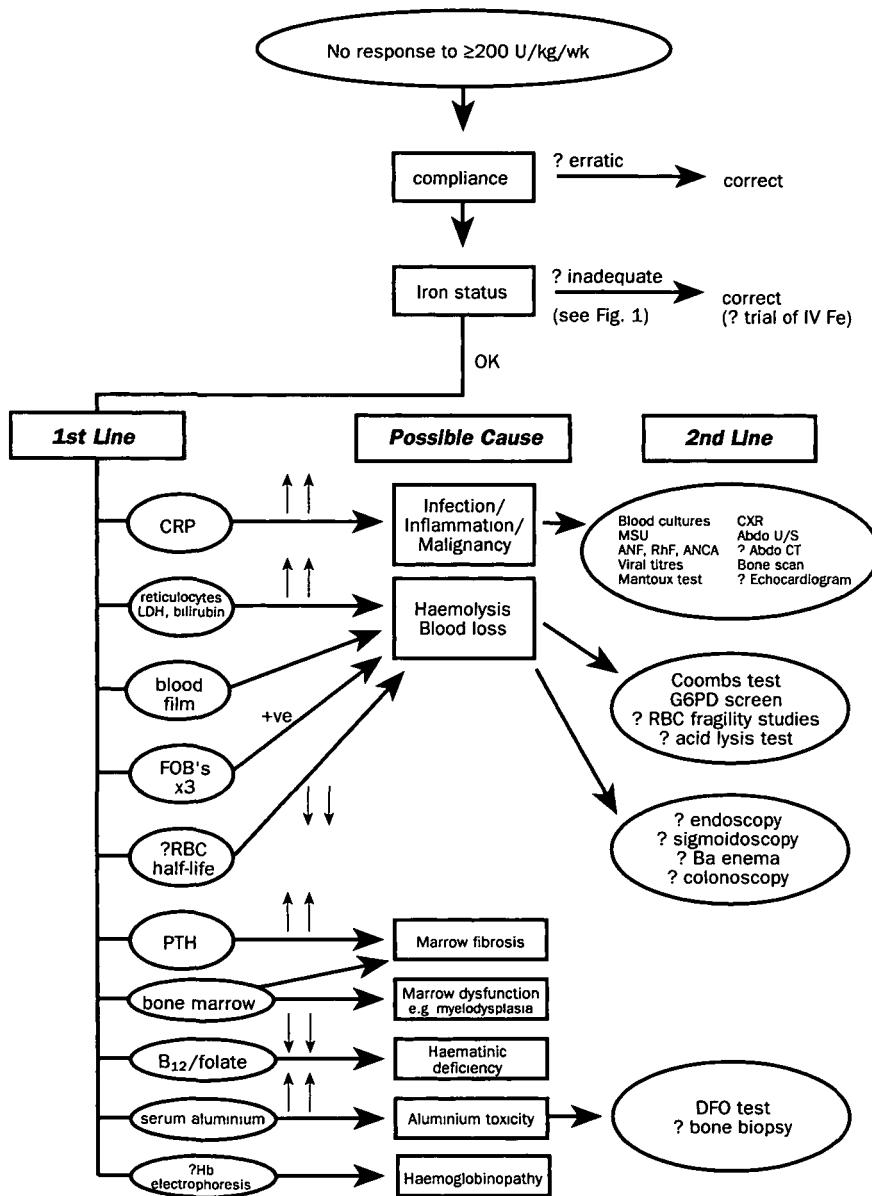 No response to ≥200 U/kg/wk
compliance
? erratic
correct
Iron status
? inadequate
(see Fig. 1)
correct
(? trial of IV Fe)
OK
1st Line
Possible Cause
2nd Line
CRP
Infection/
Inflammation/
Malignancy
Blood cultures
MSU
ANF, RhF, ANCA
Viral titres
Mantoux test
CXR
Abdo U/S
? Abdo CT
Bone scan
? Echocardiogram
reticulocytes
LDH, bilirubin
Haemolysis
Blood loss
blood
film
Coombs test
G6PD screen
? RBC fragility studies
? acid lysis test
+ve
FOB's
x3
?RBC
half-life
? endoscopy
? sigmoidoscopy
? Ba enema
? colonoscopy
PTH
Marrow fibrosis
bone marrow
Marrow dysfunction
e.g myelodysplasia
B₁₂/folate
Haematinic
deficiency
serum aluminium
Aluminium toxicity
DFO test
? bone biopsy
?Hb
electrophoresis
Haemoglobinopathy